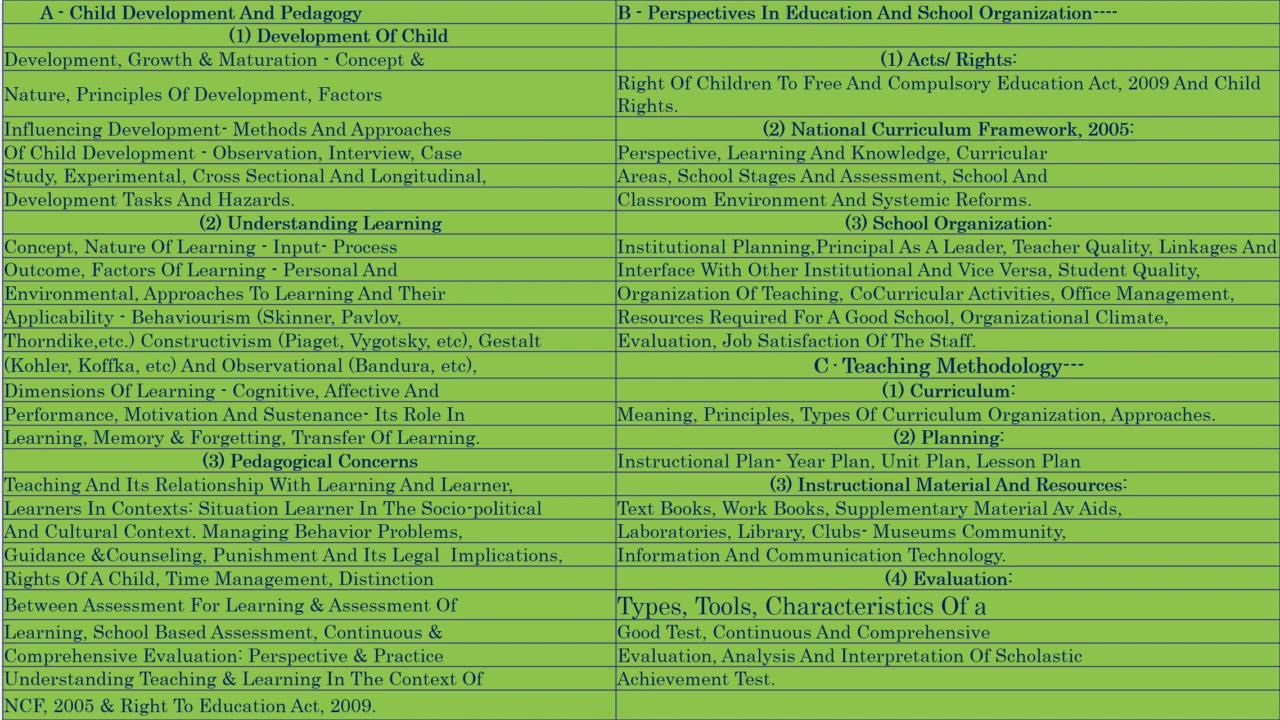 A - Child Development And Pedagogy
(1) Development Of Child
Development, Growth & Maturation - Concept &
Nature, Principles Of Development, Factors
Influencing Development- Methods And Approaches
Of Child Development - Observation, Interview, Case
Study, Experimental, Cross Sectional And Longitudinal,
Development Tasks And Hazards.
(2) Understanding Learning
Concept, Nature Of Learning - Input- Process
Outcome, Factors Of Learning - Personal And
Environmental, Approaches To Learning And Their
Applicability - Behaviourism (Skinner, Pavlov,
Thorndike,etc.) Constructivism (Piaget, Vygotsky, etc), Gestalt
(Kohler, Koffka, etc) And Observational (Bandura, etc),
Dimensions Of Learning - Cognitive, Affective And
Performance, Motivation And Sustenance- Its Role In
Learning, Memory & Forgetting, Transfer Of Learning.
(3) Pedagogical Concerns
Teaching And Its Relationship With Learning And Learner,
Learners In Contexts: Situation Learner In The Socio-political
And Cultural Context. Managing Behavior Problems,
Guidance &Counseling, Punishment And Its Legal  Implications,
Rights Of A Child, Time Management, Distinction
Between Assessment For Learning & Assessment Of
Learning, School Based Assessment, Continuous &
Comprehensive Evaluation: Perspective & Practice
Understanding Teaching & Learning In The Context Of
NCF, 2005 & Right To Education Act, 2009.
B - Perspectives In Education And School Organization----
(1) Acts/ Rights:
Right Of Children To Free And Compulsory Education Act, 2009 And Child
Rights.
(2) National Curriculum Framework, 2005:
Perspective, Learning And Knowledge, Curricular
Areas, School Stages And Assessment, School And
Classroom Environment And Systemic Reforms.
(3) School Organization:
Institutional Planning,Principal As A Leader, Teacher Quality, Linkages And
Interface With Other Institutional And Vice Versa, Student Quality,
Organization Of Teaching, CoCurricular Activities, Office Management,
Resources Required For A Good School, Organizational Climate,
Evaluation, Job Satisfaction Of The Staff.
C - Teaching Methodology---
(1) Curriculum:
Meaning, Principles, Types Of Curriculum Organization, Approaches.
(2) Planning:
Instructional Plan- Year Plan, Unit Plan, Lesson Plan
(3) Instructional Material And Resources:
Text Books, Work Books, Supplementary Material Av Aids,
Laboratories, Library, Clubs- Museums Community,
Information And Communication Technology.
(4) Evaluation:
Types, Tools, Characteristics Of a
Good Test, Continuous And Comprehensive
Evaluation, Analysis And Interpretation Of Scholastic
Achievement Test.